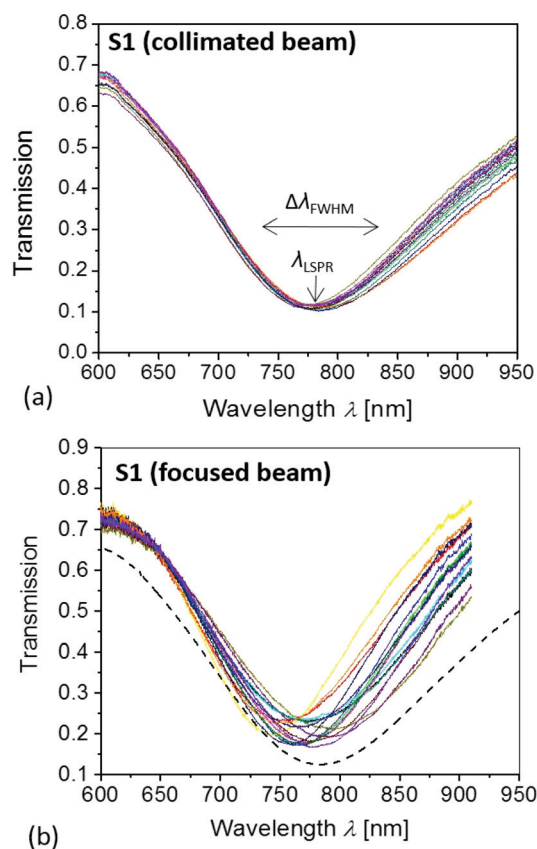 S1 (collimated beam)
0.8
0.7
0.6
0.5
0.4
0.3
0.2
0.1
0.0
Transmission
Δλ_FWHM
λ_LSPR
600 650 700 750 800 850 900 950
Wavelength λ [nm]
(a)
S1 (focused beam)
0.9
0.8
0.7
0.6
0.5
0.4
0.3
0.2
0.1
Transmission
600 650 700 750 800 850 900 950
Wavelength λ [nm]
(b)